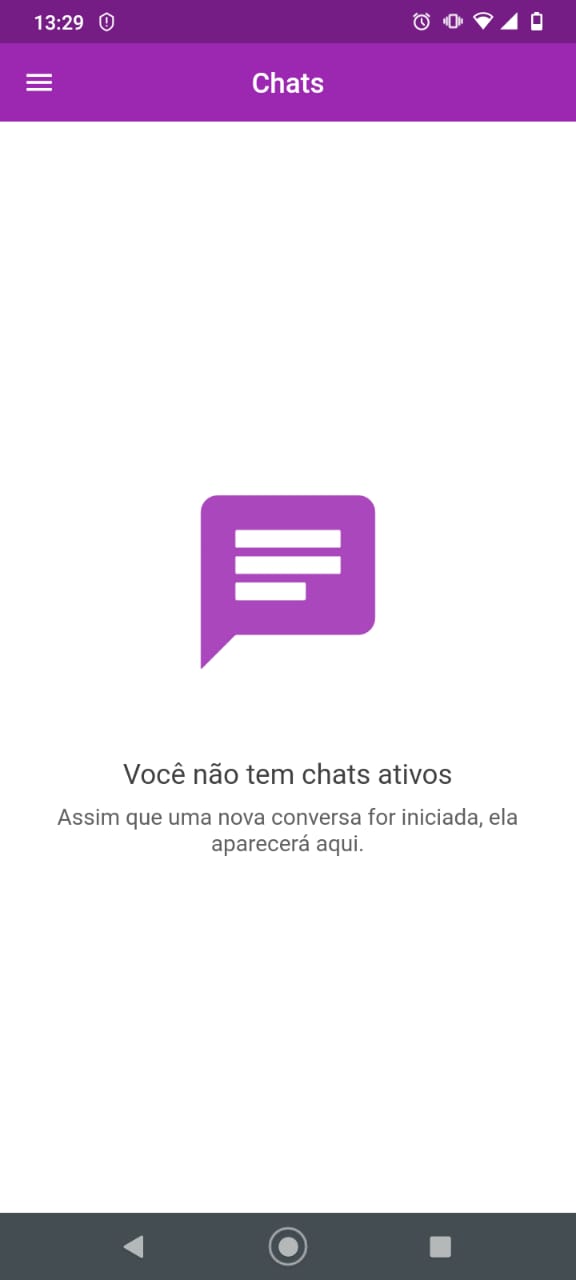 13:29
Chats
Você não tem chats ativos
Assim que uma nova conversa for iniciada, ela
aparecerá aqui.